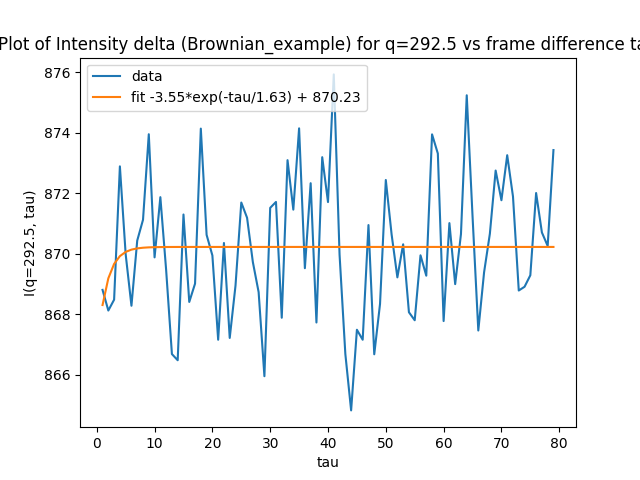 Plot of Intensity delta (Brownian_example) for q=292.5 vs frame difference ta
data
fit -3.55*exp(-tau/1.63) + 870.23
I(q=292.5, tau)
876
874
872
870
868
866
0 10 20 30 40 50 60 70 80
tau